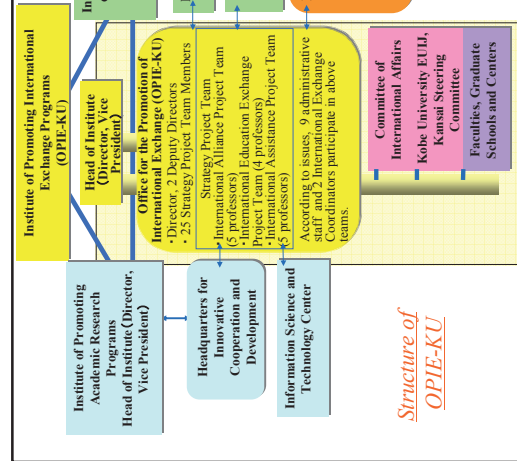 Institute of Promoting International
Exchange Programs
(OPIE-KU)
Head of Institute
(Director, Vice
President)
Office for the Promotion of
International Exchange (OPIE-KU)
・Director, 2 Deputy Directors
・25 Strategy Project Team Members
Strategy Project Team
・International Alliance Project Team
(5 professors)
・International Education Exchange
Project Team (4 professors)
・International Assistance Project Team
(5 professors)
According to issues, 9 administrative
staff and 2 International Exchange
Coordinators participate in above
teams.
Committee of
International Affairs
Kobe University EUIJ,
Kansai Steering
Committee
Faculties, Graduate
Schools and Centers
Institute of Promoting
Academic Research
Programs
Head of Institute(Director,
Vice President)
Headquarters for
Innovative
Cooperation and
Development
Information Science and
Technology Center
Structure of
OPIE-KU